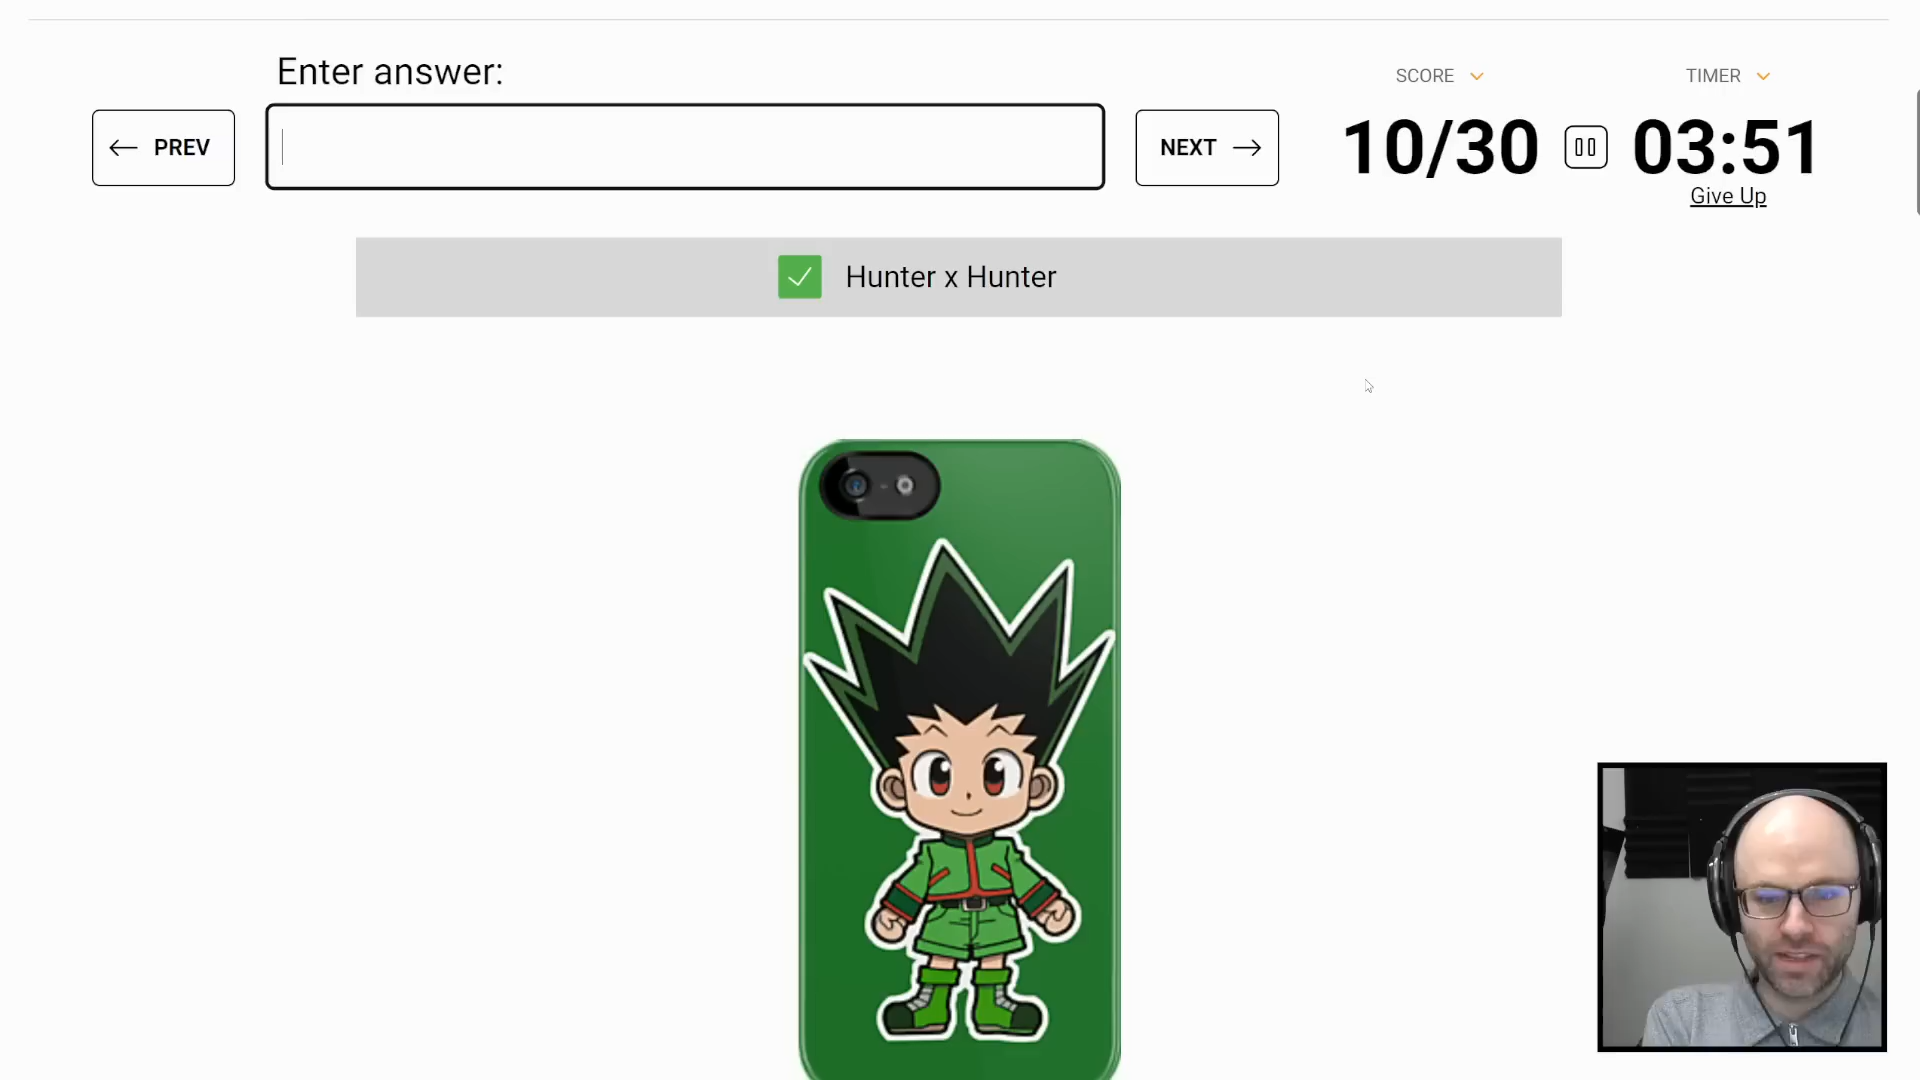 Enter answer:
PREV
NEXT
SCORE
10/30
TIMER
03:51
Give Up
Hunter x Hunter